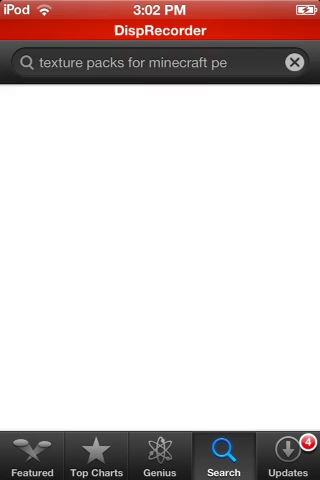 iPod 3:02 PM
DispRecorder
texture packs for minecraft pe
4
Featured Top Charts Genius Search Updates